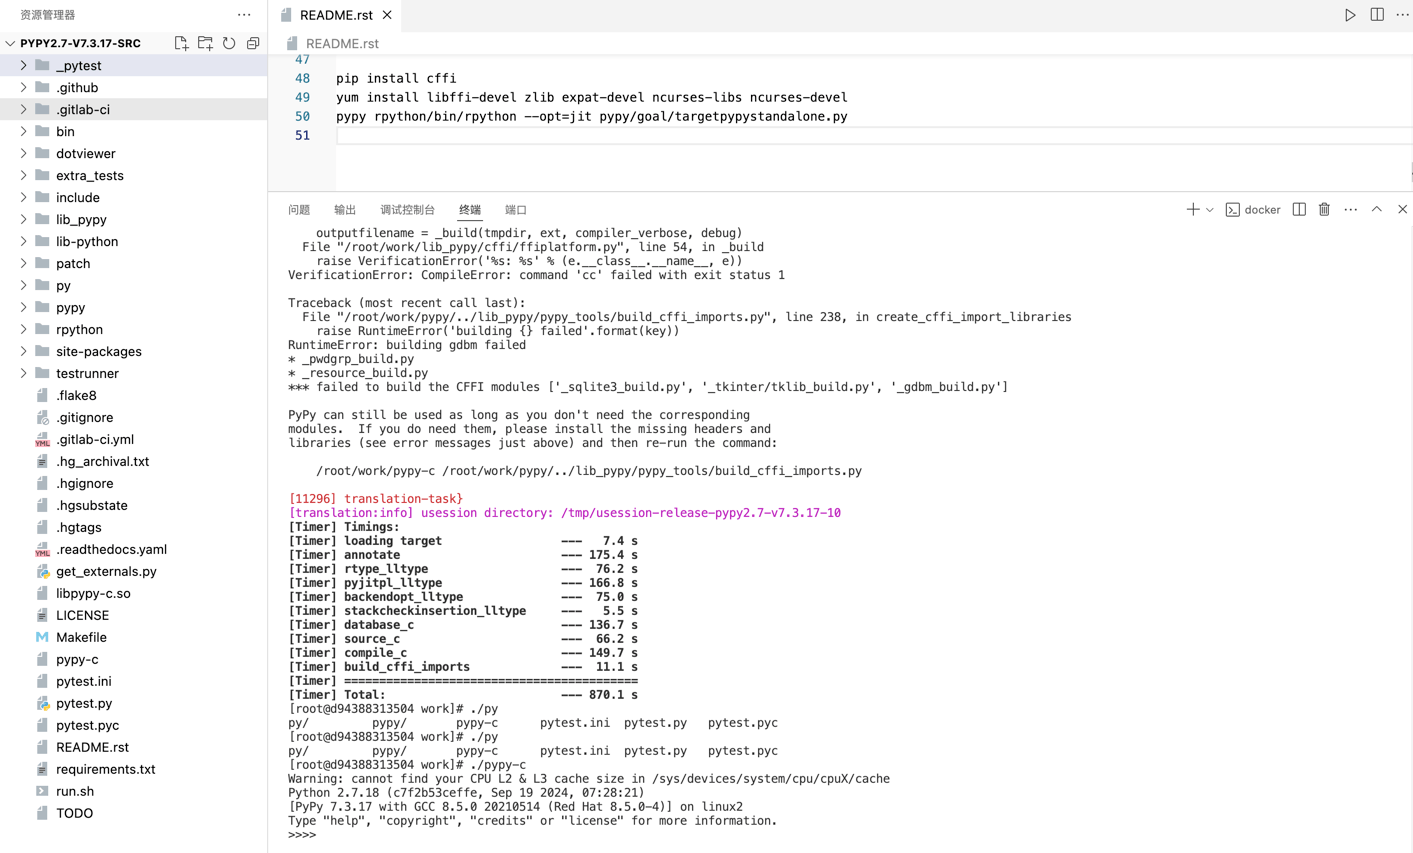 资源管理器
PYPY2.7-V7.3.17-SRC
_pytest
.github
.gitlab-ci
bin
dotviewer
extra_tests
include
lib_pypy
lib-python
patch
py
pypy
rpython
site-packages
testrunner
.flake8
.gitignore
.gitlab-ci.yml
.hg_archival.txt
.hgignore
.hgsubstate
.hgtags
.readthedocs.yaml
get_externals.py
libpypy-c.so
LICENSE
Makefile
pypy-c
pytest.ini
pytest.py
pytest.pyc
README.rst
requirements.txt
run.sh
TODO
README.rst
README.rst
47
48 pip install cffi
49 yum install libffi-devel zlib expat-devel ncurses-libs ncurses-devel
50 pypy rpython/bin/rpython --opt=jit pypy/goal/targetpypystandalone.py
51
问题 输出 调试控制台 终端 端口 docker
outputfilename = _build(tmpdir, ext, compiler_verbose, debug)
File "/root/work/lib_pypy/cffi/ffiplatform.py", line 54, in _build
raise VerificationError('%s: %s' % (e.__class__.__name__, e))
VerificationError: CompileError: command 'cc' failed with exit status 1
Traceback (most recent call last):
File "/root/work/pypy/../lib_pypy/pypy_tools/build_cffi_imports.py", line 238, in create_cffi_import_libraries
raise RuntimeError('building {} failed'.format(key))
RuntimeError: building gdbm failed
* _pwdgrp_build.py
* _resource_build.py
*** failed to build the CFFI modules ['_sqlite3_build.py', '_tkinter/tklib_build.py', '_gdbm_build.py']
PyPy can still be used as long as you don't need the corresponding
modules.  If you do need them, please install the missing headers and
libraries (see error messages just above) and then re-run the command:
/root/work/pypy-c /root/work/pypy/../lib_pypy/pypy_tools/build_cffi_imports.py
[11296] translation-task}
[translation:info] usession directory: /tmp/usession-release-pypy2.7-v7.3.17-10
[Timer] Timings:
[Timer] loading target --- 7.4 s
[Timer] annotate --- 175.4 s
[Timer] rtype_lltype --- 76.2 s
[Timer] pyjitpl_lltype --- 166.8 s
[Timer] backendopt_lltype --- 75.0 s
[Timer] stackcheckinsertion_lltype --- 5.5 s
[Timer] database_c --- 136.7 s
[Timer] source_c --- 66.2 s
[Timer] compile_c --- 149.7 s
[Timer] build_cffi_imports --- 11.1 s
[Timer] ==========================================
[Timer] Total: --- 870.1 s
[root@d94388313504 work]# ./py
py/ pypy/ pypy-c pytest.ini pytest.py pytest.pyc
[root@d94388313504 work]# ./py
py/ pypy/ pypy-c pytest.ini pytest.py pytest.pyc
[root@d94388313504 work]# ./pypy-c
Warning: cannot find your CPU L2 & L3 cache size in /sys/devices/system/cpu/cpuX/cache
Python 2.7.18 (c7f2b53ceffe, Sep 19 2024, 07:28:21)
[PyPy 7.3.17 with GCC 8.5.0 20210514 (Red Hat 8.5.0-4)] on linux2
Type "help", "copyright", "credits" or "license" for more information.
>>>>